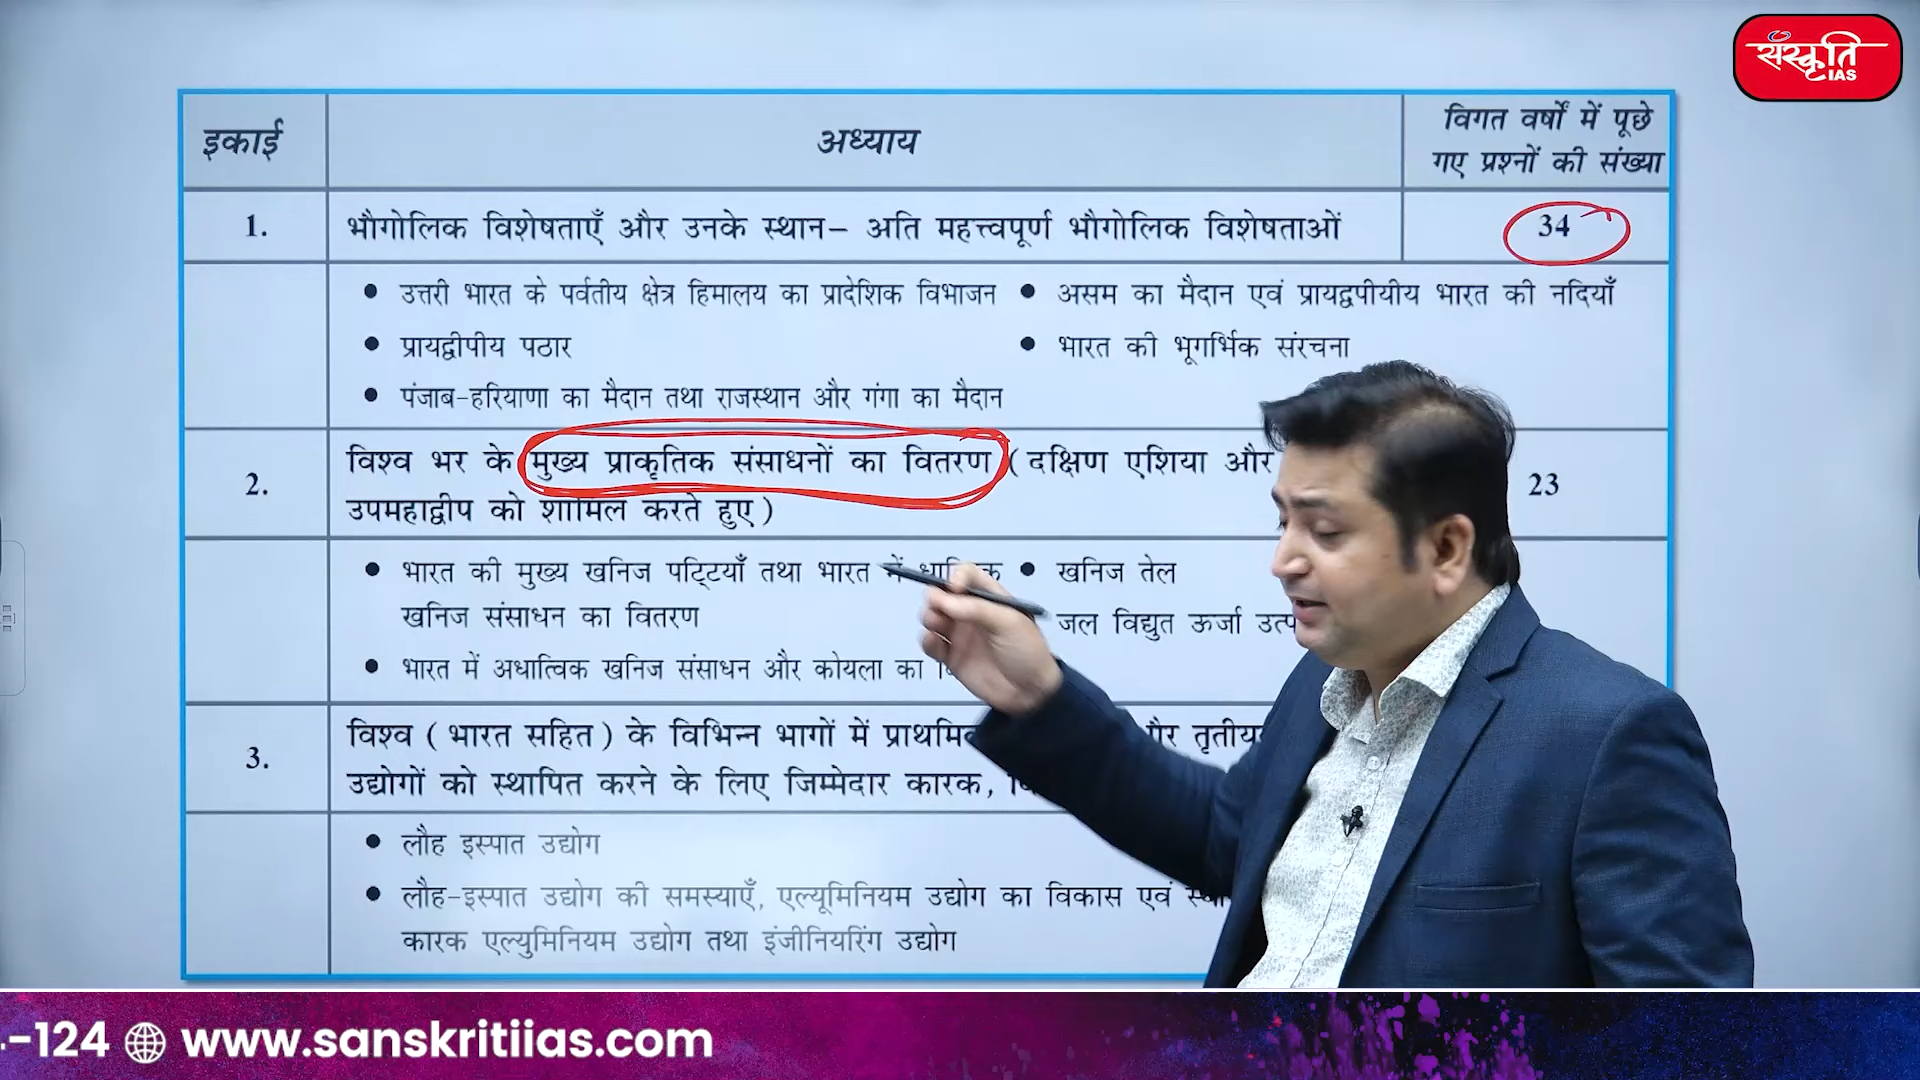 संस्कृति
IAS
इकाई
अध्याय
विगत वर्षों में पूछे
गए प्रश्नों की संख्या
1.
भौगोलिक विशेषताएँ और उनके स्थान– अति महत्त्वपूर्ण भौगोलिक विशेषताओं
34
• उत्तरी भारत के पर्वतीय क्षेत्र हिमालय का प्रादेशिक विभाजन
• असम का मैदान एवं प्रायद्वपीयीय भारत की नदियाँ
• प्रायद्वीपीय पठार
• भारत की भूगर्भिक संरचना
• पंजाब-हरियाणा का मैदान तथा राजस्थान और गंगा का मैदान
2.
विश्व भर के मुख्य प्राकृतिक संसाधनों का वितरण (दक्षिण एशिया और
उपमहाद्वीप को शामिल करते हुए)
23
• भारत की मुख्य खनिज पट्टियाँ तथा भारत में
खनिज संसाधन का वितरण
• खनिज तेल
जल विद्युत ऊर्जा
• भारत में अधात्विक खनिज संसाधन और कोयला का
3.
विश्व (भारत सहित) के विभिन्न भागों में
उद्योगों को स्थापित करने के लिए जिम्मेदार कारक,
• लौह इस्पात उद्योग
• लौह-इस्पात उद्योग की समस्याएँ, एल्यूमिनियम उद्योग का विकास एवं
कारक एल्युमिनियम उद्योग तथा इंजीनियरिंग उद्योग
-124 www.sanskritiias.com